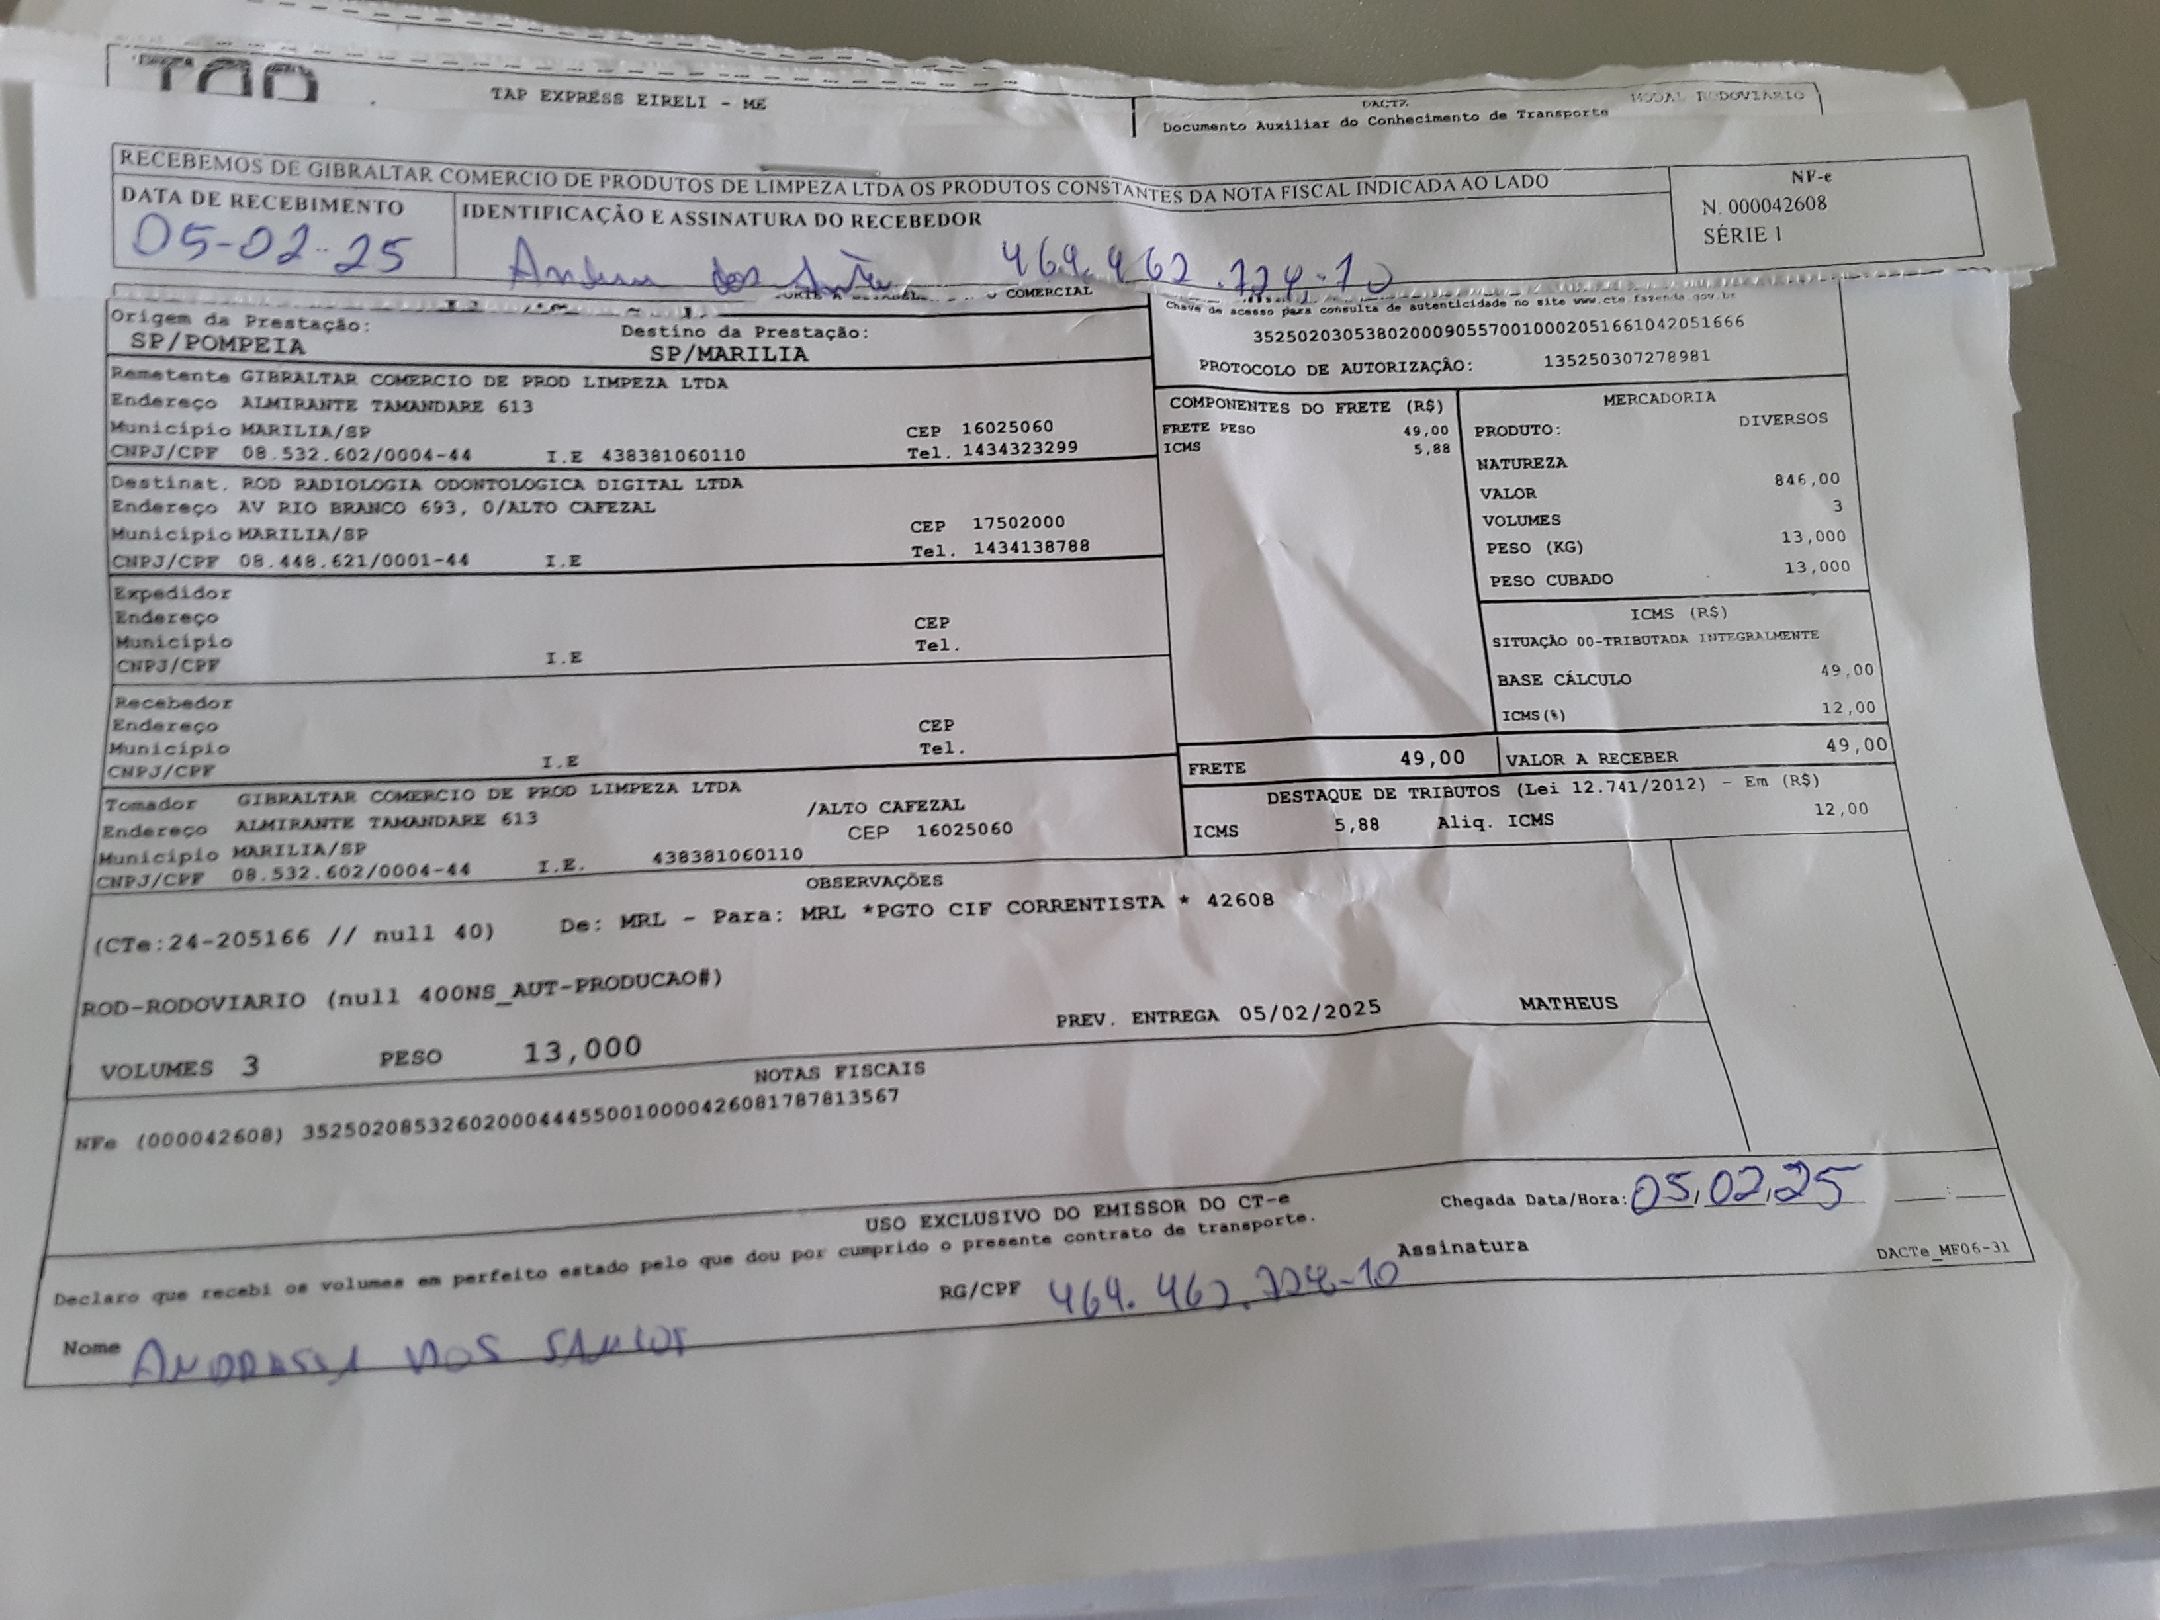 TAP EXPRESS EIRELI - ME
MODAL RODOVIARIO
Documento Auxiliar do Conhecimento de Transporte
RECEBEMOS DE GIBRALTAR COMERCIO DE PRODUTOS DE LIMPEZA LTDA OS PRODUTOS CONSTANTES DA NOTA FISCAL INDICADA AO LADO
NF-e
N. 000042608
SÉRIE 1
DATA DE RECEBIMENTO
05-02-25
IDENTIFICAÇÃO E ASSINATURA DO RECEBEDOR
dos 464.462.
COMERCIAL
Chave de acesso para consulta de autenticidade no site www.cte.fazenda.gov.br
35250203053802000905570010002051661042051666
PROTOCOLO DE AUTORIZAÇÃO: 135250307278981
Origem da Prestação:
SP/POMPEIA
Destino da Prestação:
SP/MARILIA
Remetente GIBRALTAR COMERCIO DE PROD LIMPEZA LTDA
Endereço ALMIRANTE TAMANDARE 613
Município MARILIA/SP CEP 16025060
CNPJ/CPF 08.532.602/0004-44 I.E 438381060110 Tel. 1434323299
Destinat. ROD RADIOLOGIA ODONTOLOGICA DIGITAL LTDA
Endereço AV RIO BRANCO 693, 0/ALTO CAFEZAL
Município MARILIA/SP CEP 17502000
CNPJ/CPF 08.448.621/0001-44 I.E Tel. 1434138788
Expedidor
Endereço CEP
Município Tel.
CNPJ/CPF I.E
Recebedor
Endereço CEP
Município Tel.
CNPJ/CPF I.E
Tomador GIBRALTAR COMERCIO DE PROD LIMPEZA LTDA
Endereço ALMIRANTE TAMANDARE 613 /ALTO CAFEZAL
Município MARILIA/SP CEP 16025060
CNPJ/CPF 08.532.602/0004-44 I.E. 438381060110
COMPONENTES DO FRETE (R$)
FRETE PESO 49,00
ICMS 5,88
MERCADORIA
PRODUTO: DIVERSOS
NATUREZA
VALOR 846,00
VOLUMES 3
PESO (KG) 13,000
PESO CUBADO 13,000
ICMS (R$)
SITUAÇÃO 00-TRIBUTADA INTEGRALMENTE
BASE CÁLCULO 49,00
ICMS(%) 12,00
FRETE 49,00 VALOR A RECEBER 49,00
DESTAQUE DE TRIBUTOS (Lei 12.741/2012) - Em (R$)
ICMS 5,88 Aliq. ICMS 12,00
OBSERVAÇÕES
(CTe:24-205166 // null 40) De: MRL - Para: MRL *PGTO CIF CORRENTISTA * 42608
ROD-RODOVIARIO (null 400NS_AUT-PRODUCAO#)
PREV. ENTREGA 05/02/2025 MATHEUS
VOLUMES 3 PESO 13,000
NOTAS FISCAIS
NFe (000042608) 35250208532602000444550010000426081787813567
USO EXCLUSIVO DO EMISSOR DO CT-e
Chegada Data/Hora: 05,02,25
Declaro que recebi os volumes em perfeito estado pelo que dou por cumprido o presente contrato de transporte.
Assinatura
DACTe_MF06-31
RG/CPF 464.462.
Nome DOS